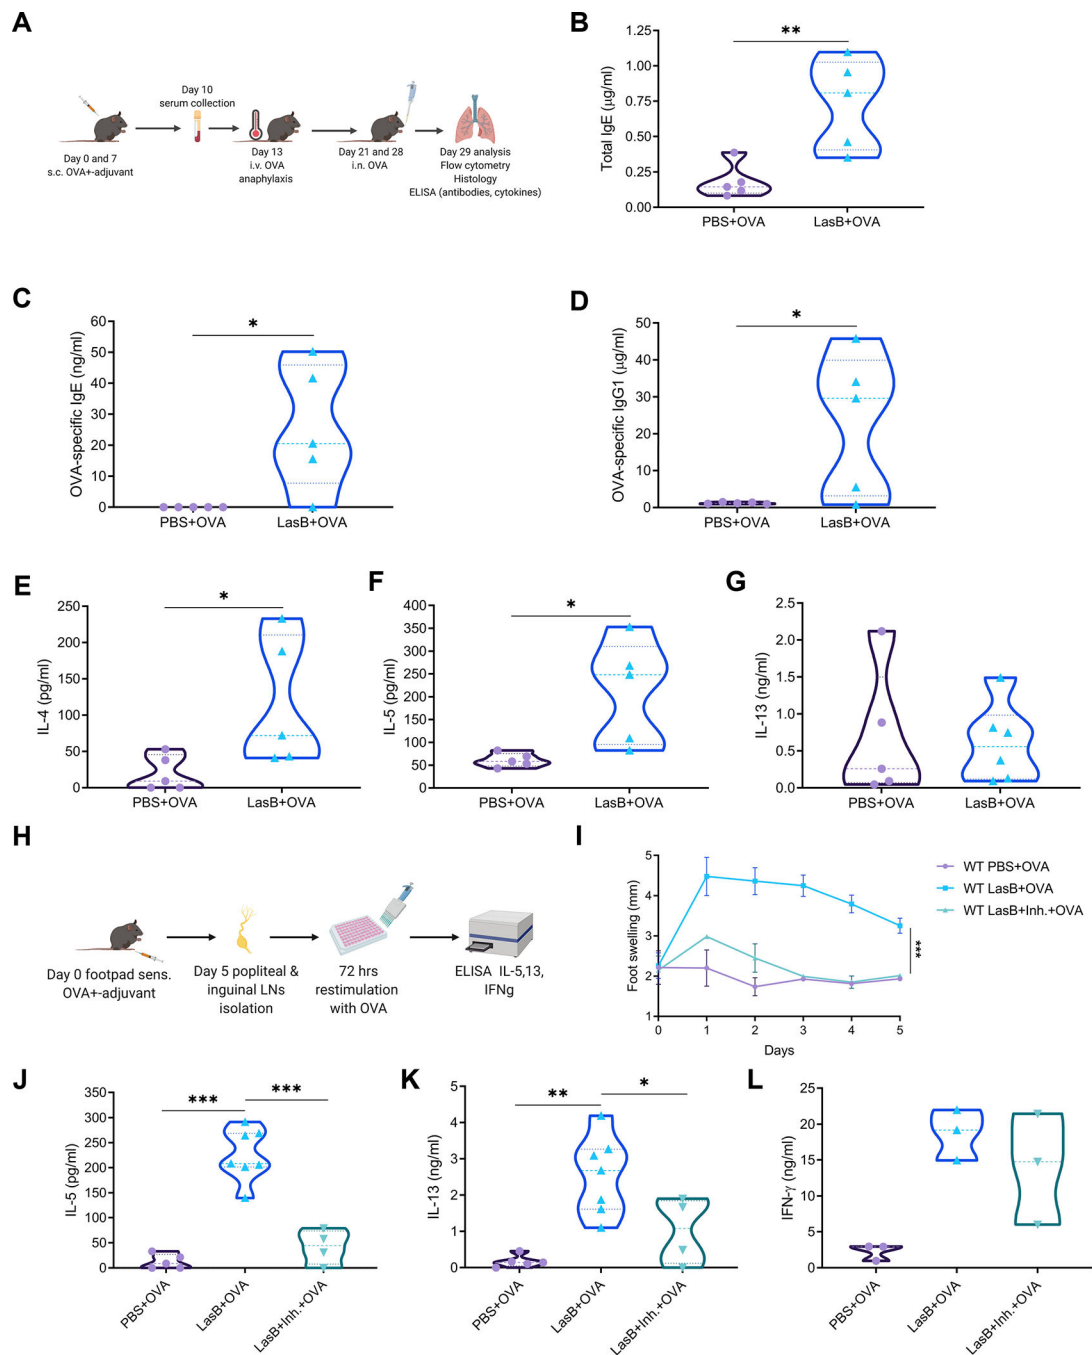 A
Day 10
serum collection
Day 0 and 7
s.c. OVA+-adjuvant
Day 13
i.v. OVA
anaphylaxis
Day 21 and 28
i.n. OVA
Day 29 analysis
Flow cytometry
Histology
ELISA (antibodies, cytokines)
B
Total IgE (µg/ml)
1.25
1.00
0.75
0.50
0.25
0.00
**
PBS+OVA
LasB+OVA
C
OVA-specific IgE (ng/ml)
60
50
40
30
20
10
0
*
PBS+OVA
LasB+OVA
D
OVA-specific IgG1 (µg/ml)
50
40
30
20
10
0
*
PBS+OVA
LasB+OVA
E
IL-4 (pg/ml)
250
200
150
100
50
0
*
PBS+OVA
LasB+OVA
F
IL-5 (pg/ml)
400
350
300
250
200
150
100
50
0
*
PBS+OVA
LasB+OVA
G
IL-13 (ng/ml)
2.5
2.0
1.5
1.0
0.5
0.0
PBS+OVA
LasB+OVA
H
Day 0 footpad sens.
OVA+-adjuvant
Day 5 popliteal &
inguinal LNs
isolation
72 hrs
restimulation
with OVA
ELISA IL-5,13,
IFNg
I
Foot swelling (mm)
5
4
3
2
1
0
1
2
3
4
5
Days
***
WT PBS+OVA
WT LasB+OVA
WT LasB+Inh.+OVA
J
IL-5 (pg/ml)
350
300
250
200
150
100
50
0
***
***
PBS+OVA
LasB+OVA
LasB+Inh.+OVA
K
IL-13 (ng/ml)
5
4
3
2
1
0
**
*
PBS+OVA
LasB+OVA
LasB+Inh.+OVA
L
IFN-γ (ng/ml)
25
20
15
10
5
0
PBS+OVA
LasB+OVA
LasB+Inh.+OVA